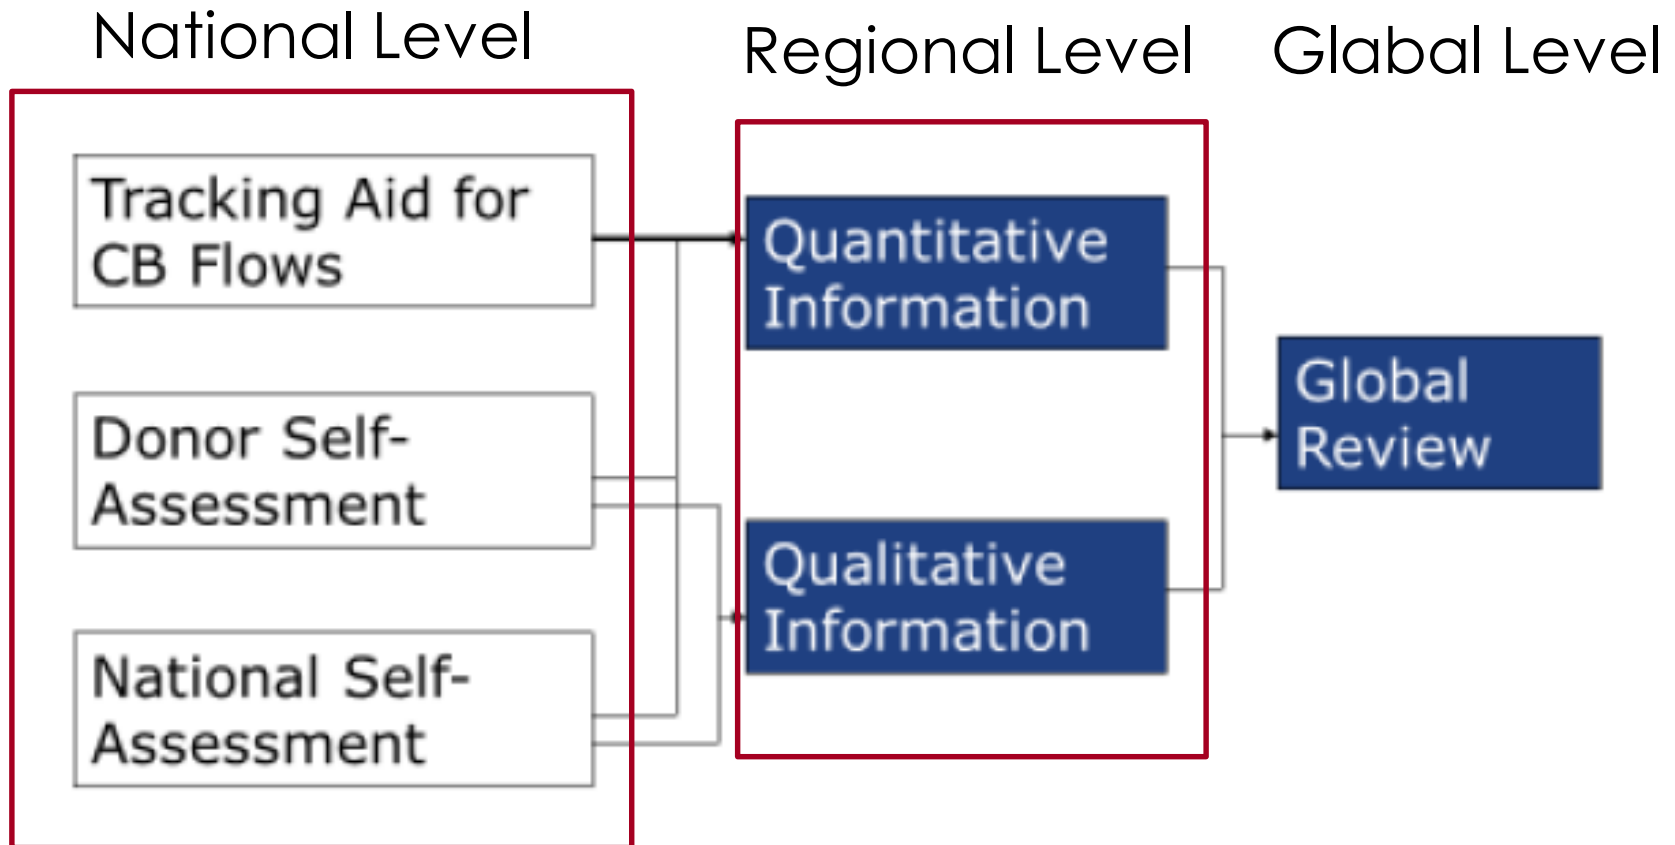 National Level
Regional Level
Glabal Level
Tracking Aid for
CB Flows
Donor Self-
Assessment
National Self-
Assessment
Quantitative
Information
Qualitative
Information
Global
Review